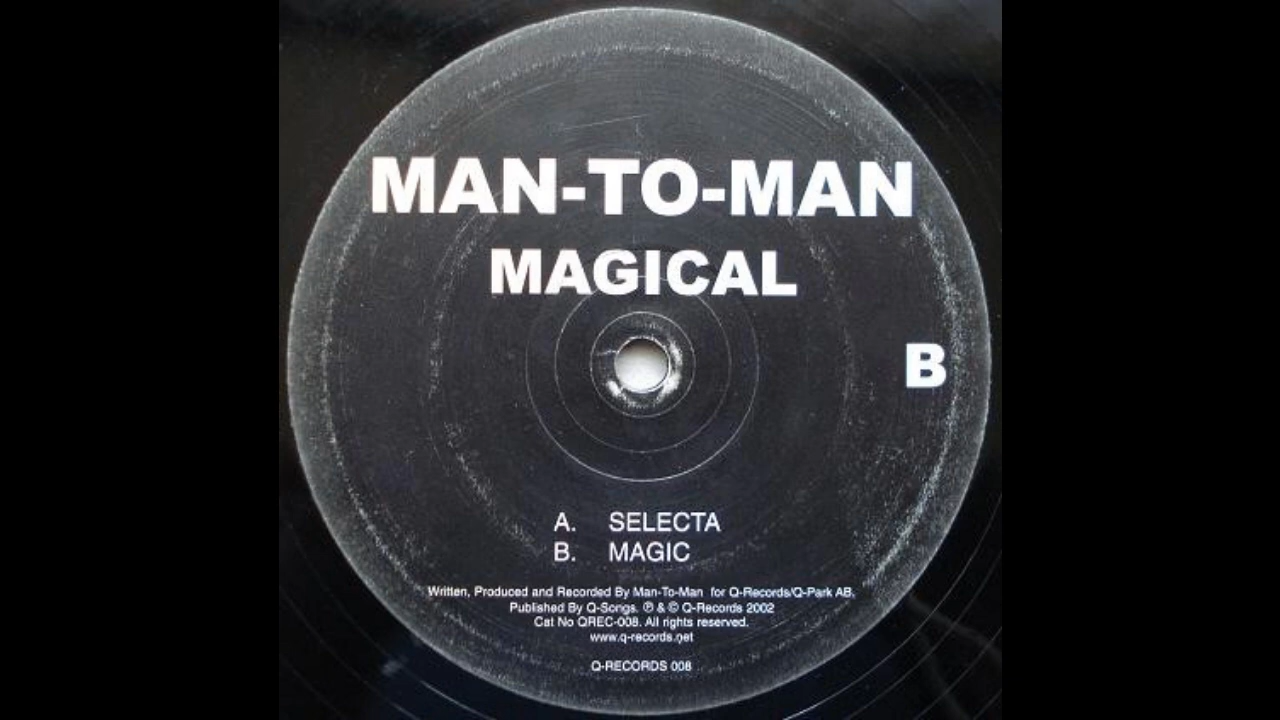 MAN-TO-MAN
MAGICAL
B
A. SELECTA
B. MAGIC
Written, Produced and Recorded By Man-To-Man for Q-Records/Q-Park AB.
Published By Q-Songs. ℗ & © Q-Records 2002
Cat No QREC-008. All rights reserved.
www.q-records.net
Q-RECORDS 008